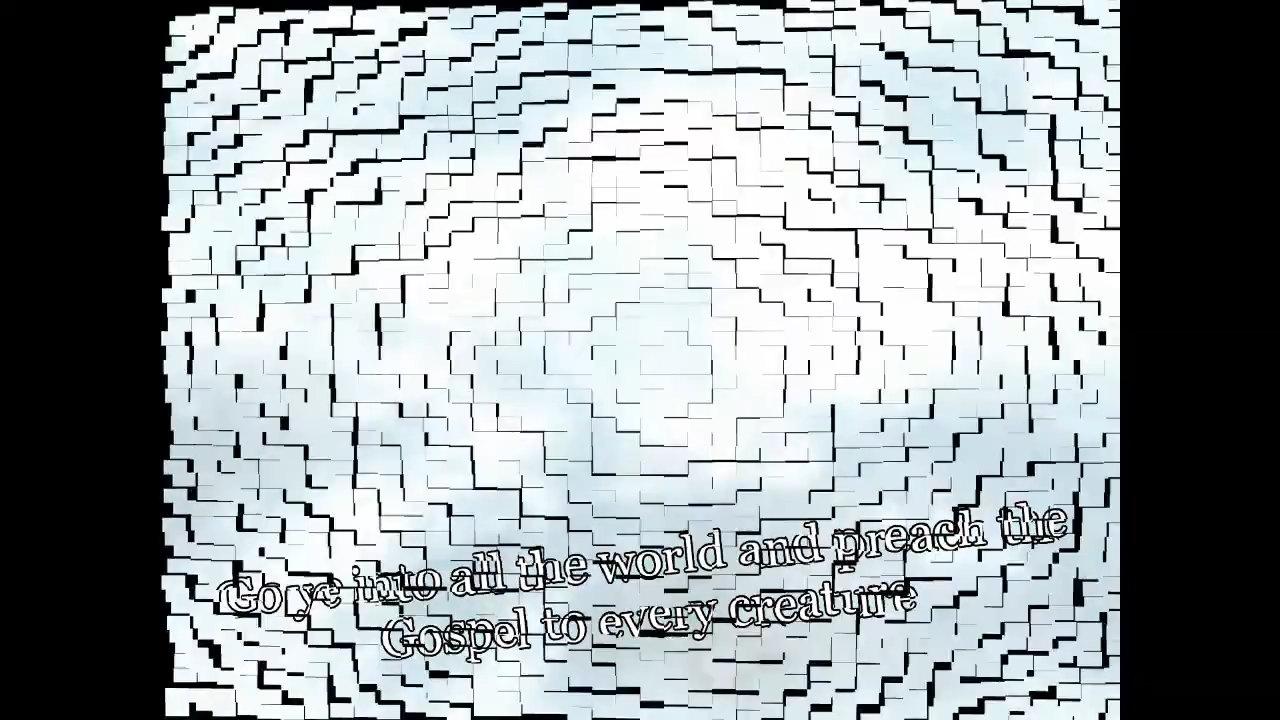 Go ye into all the world and preach the
Gospel to every creature